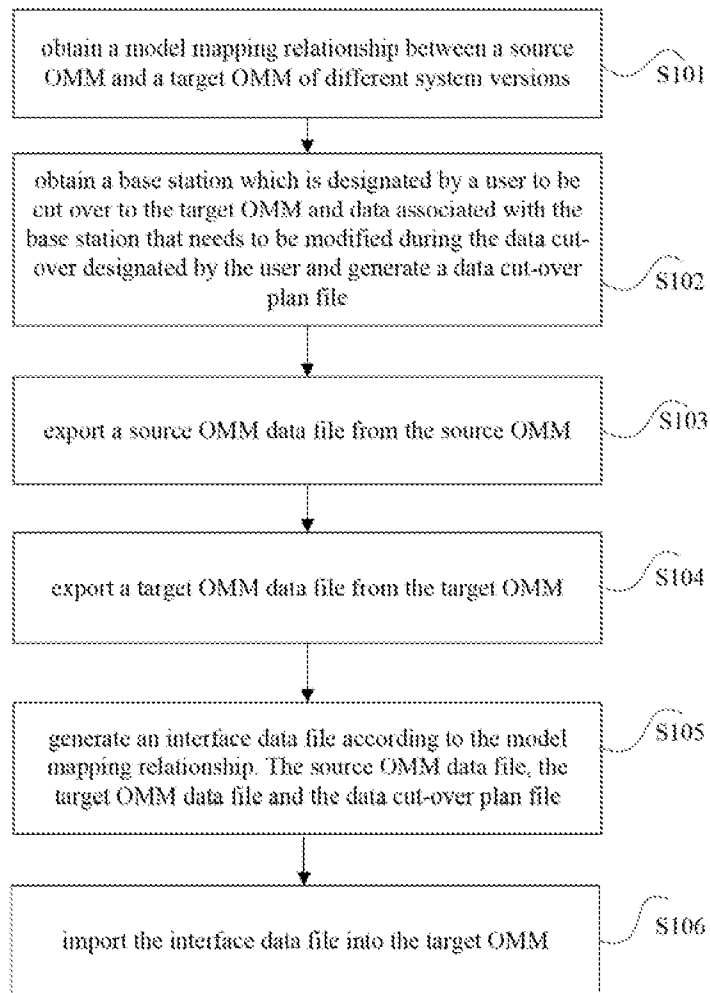 obtain a model mapping relationship between a source
OMM and a target OMM of different system versions
S101
obtain a base station which is designated by a user to be
cut over to the target OMM and data associated with the
base station that needs to be modified during the data cut-
over designated by the user and generate a data cut-over
plan file
S102
export a source OMM data file from the source OMM
S103
export a target OMM data file from the target OMM
S104
generate an interface data file according to the model
mapping relationship. The source OMM data file, the
target OMM data file and the data cut-over plan file
S105
import the interface data file into the target OMM
S106